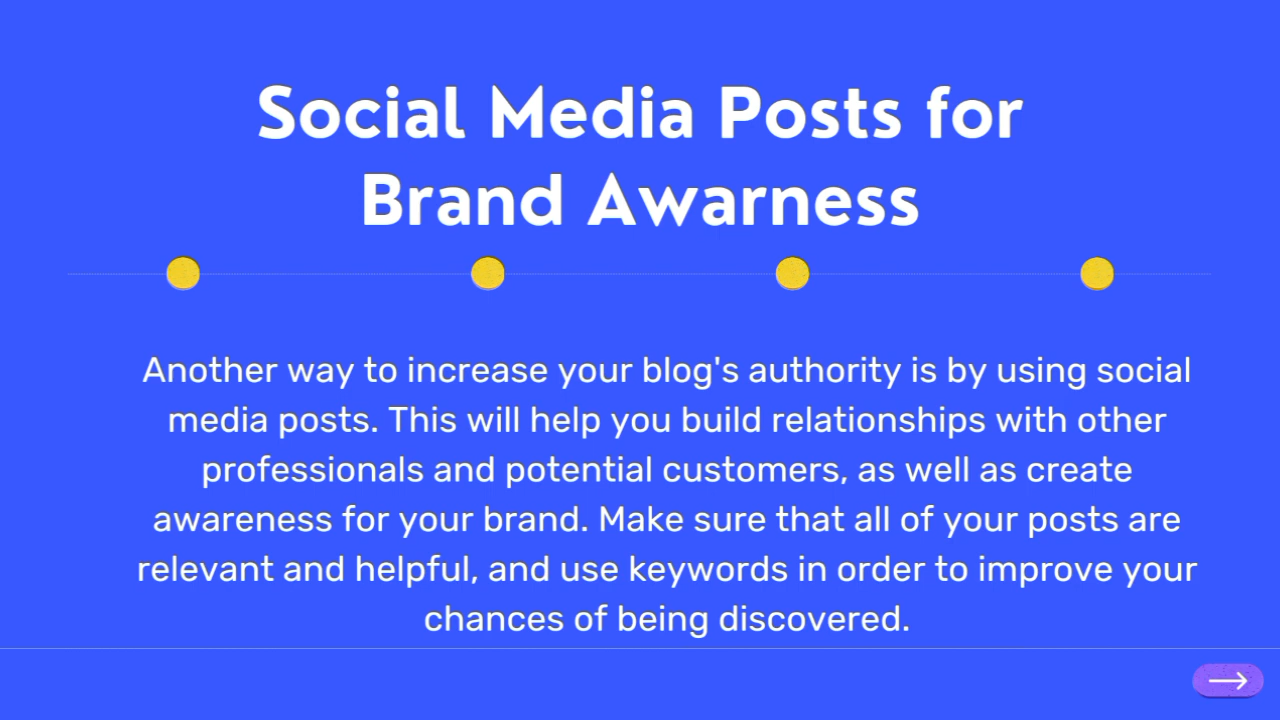 Social Media Posts for
Brand Awarness
Another way to increase your blog's authority is by using social
media posts. This will help you build relationships with other
professionals and potential customers, as well as create
awareness for your brand. Make sure that all of your posts are
relevant and helpful, and use keywords in order to improve your
chances of being discovered.